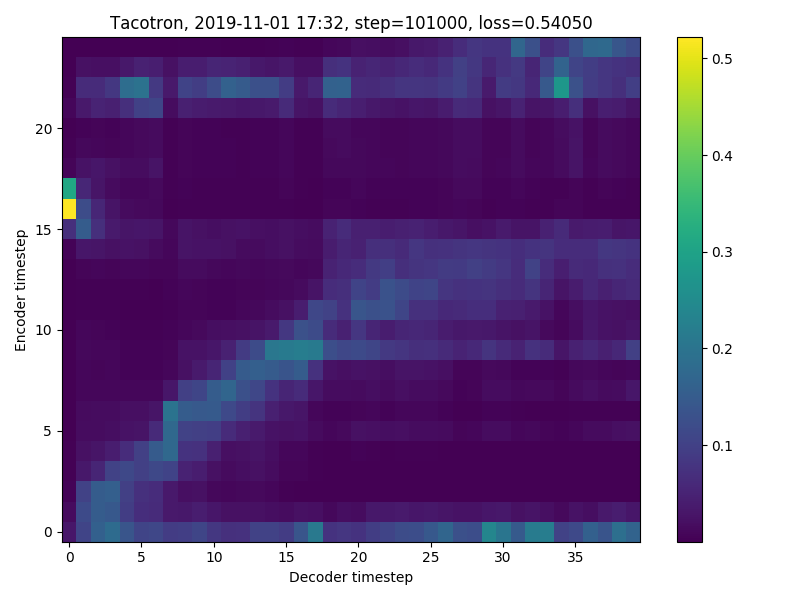 Tacotron, 2019-11-01 17:32, step=101000, loss=0.54050
Encoder timestep
20
15
10
5
0
0 5 10 15 20 25 30 35
Decoder timestep
0.5
0.4
0.3
0.2
0.1